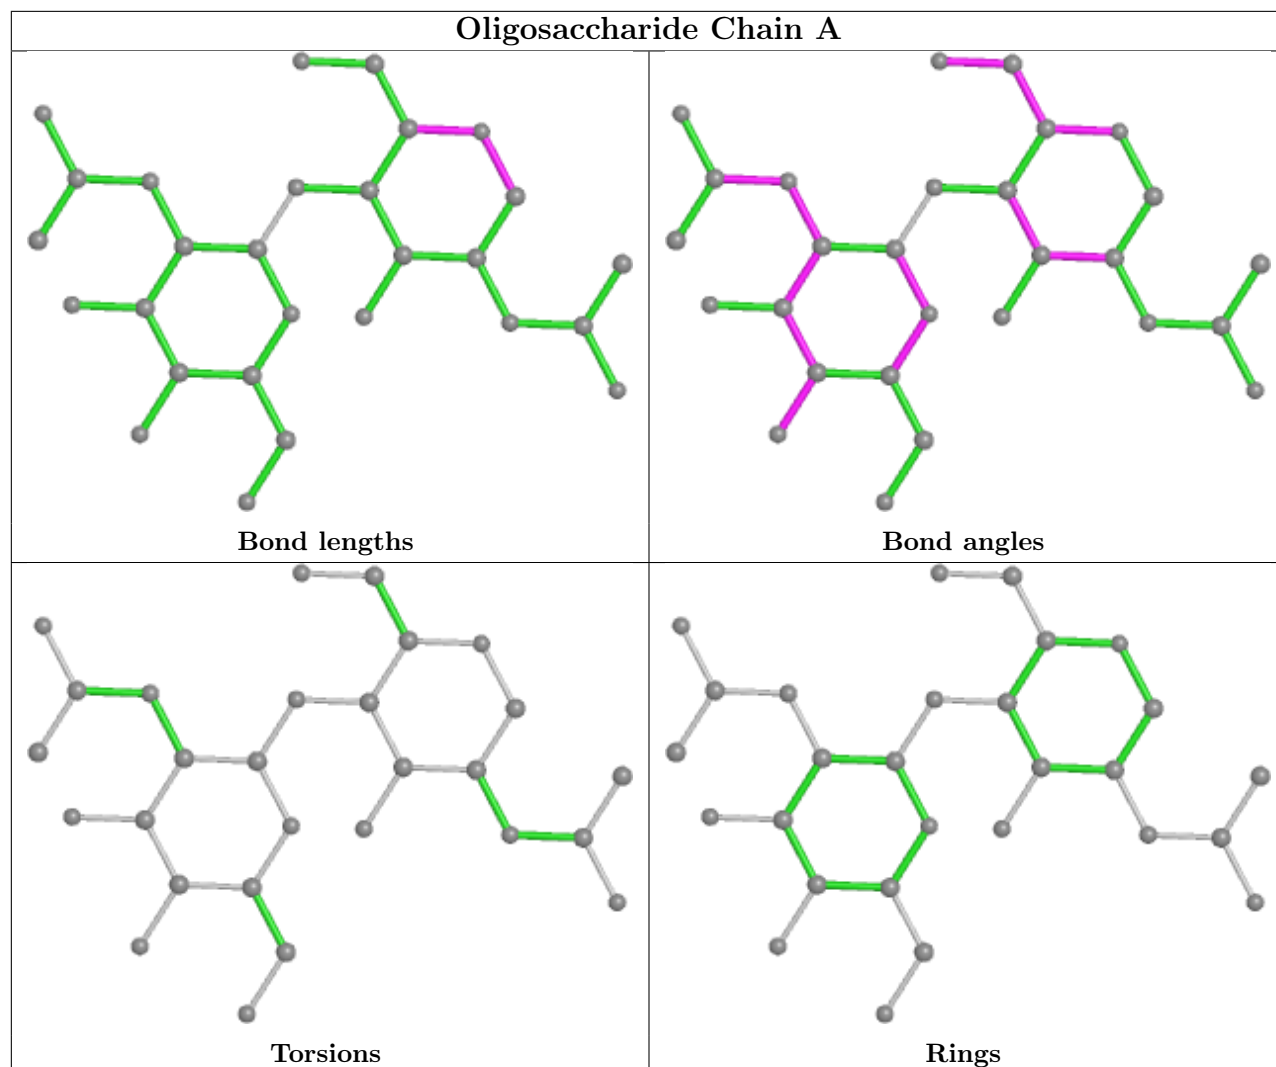 Oligosaccharide Chain A
Bond lengths
Bond angles
Torsions
Rings